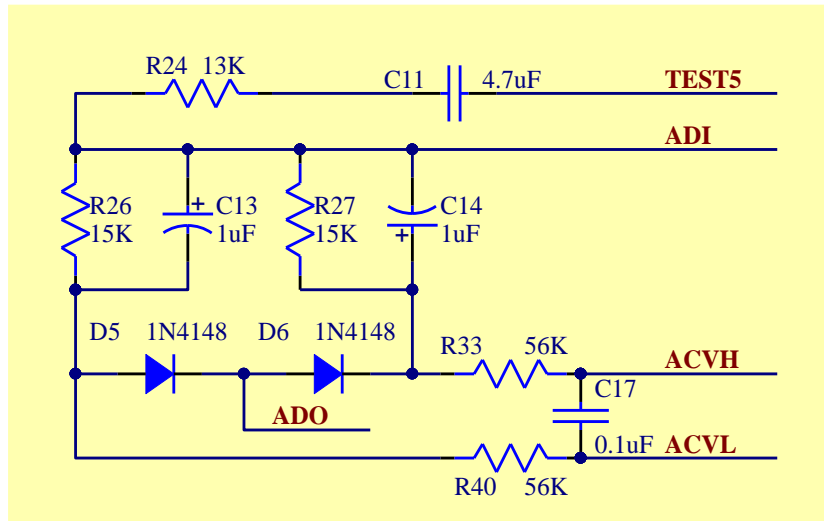 R24 13K
C11 4.7uF
TEST5
ADI
R26
15K
+ C13
1uF
R27
15K
C14
+ 1uF
D5 1N4148
D6 1N4148
R33 56K
ACVH
C17
ADO
0.1uF
ACVL
R40 56K